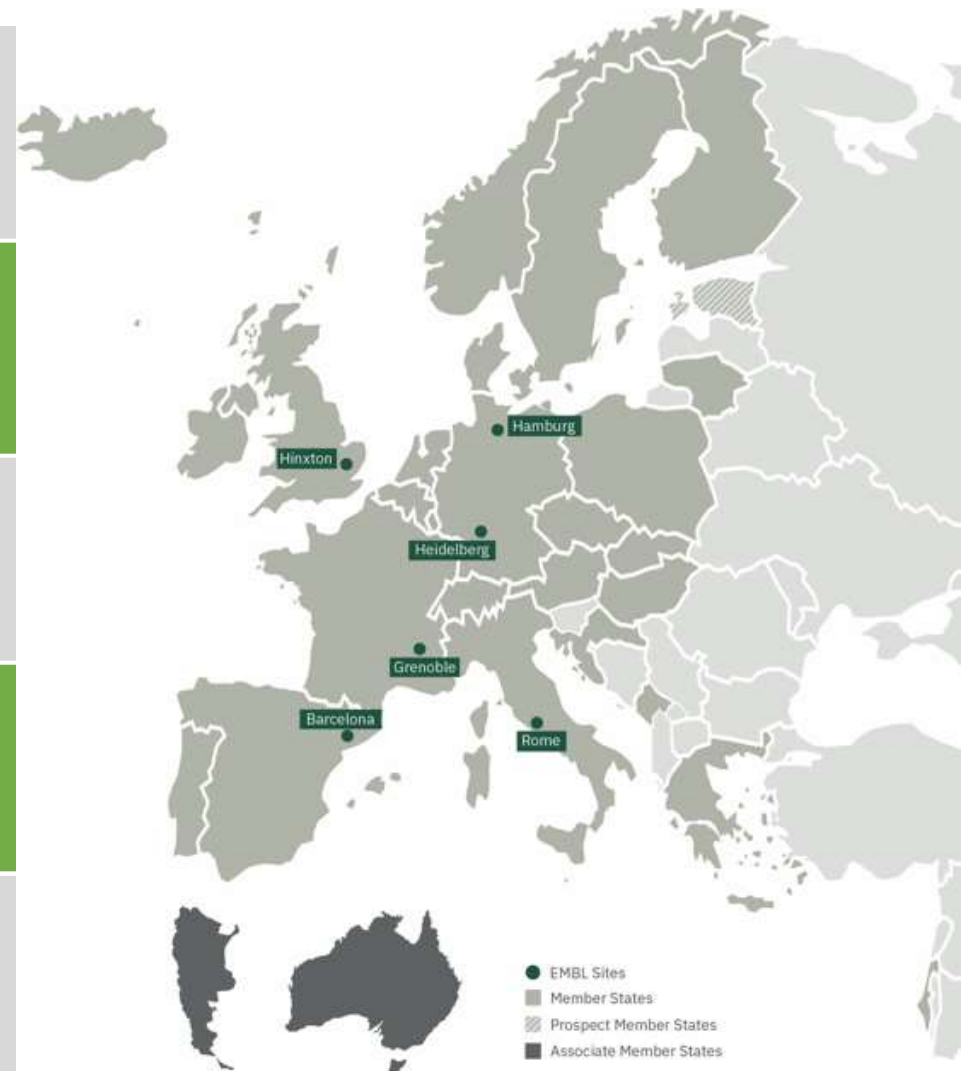 Hamburg
Hinxton
Heidelberg
Grenoble
Barcelona
Rome
EMBL Sites
Member States
Prospect Member States
Associate Member States